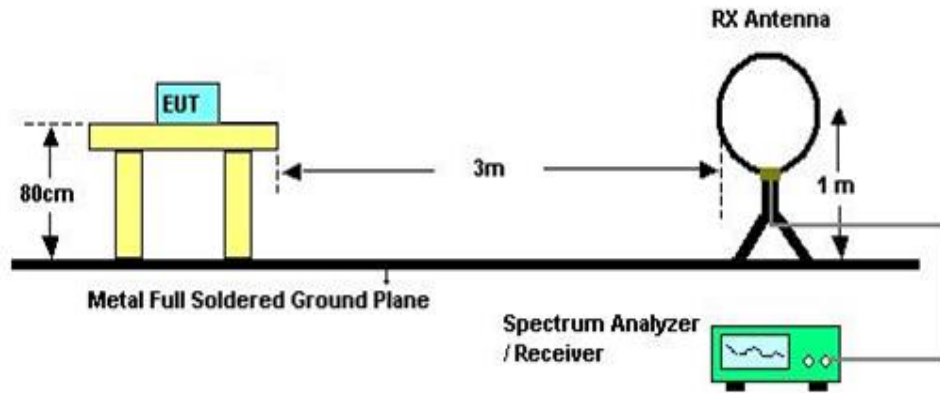 RX Antenna
EUT
3m
80cm
1 m
Metal Full Soldered Ground Plane
Spectrum Analyzer
/ Receiver